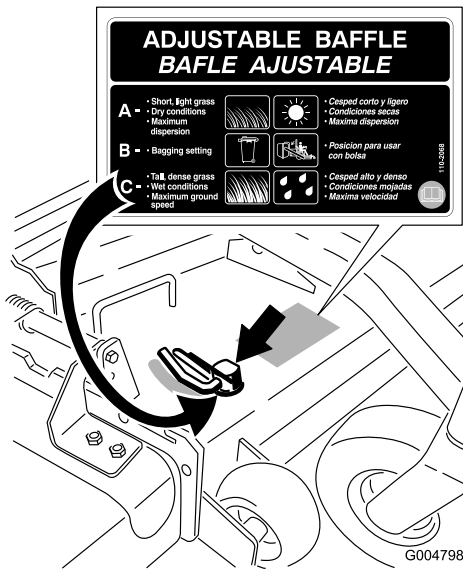 ADJUSTABLE BAFFLE
BAFLE AJUSTABLE
A - • Short, light grass
• Dry conditions
• Maximum
dispersion
• Cesped corto y ligero
• Condiciones secas
• Maxima dispersion
B - • Bagging setting
• Posicion para usar
con bolsa
C - • Tall, dense grass
• Wet conditions
• Maximum ground
speed
• Cesped alto y denso
• Condiciones mojadas
• Maxima velocidad
110-2068
G004798